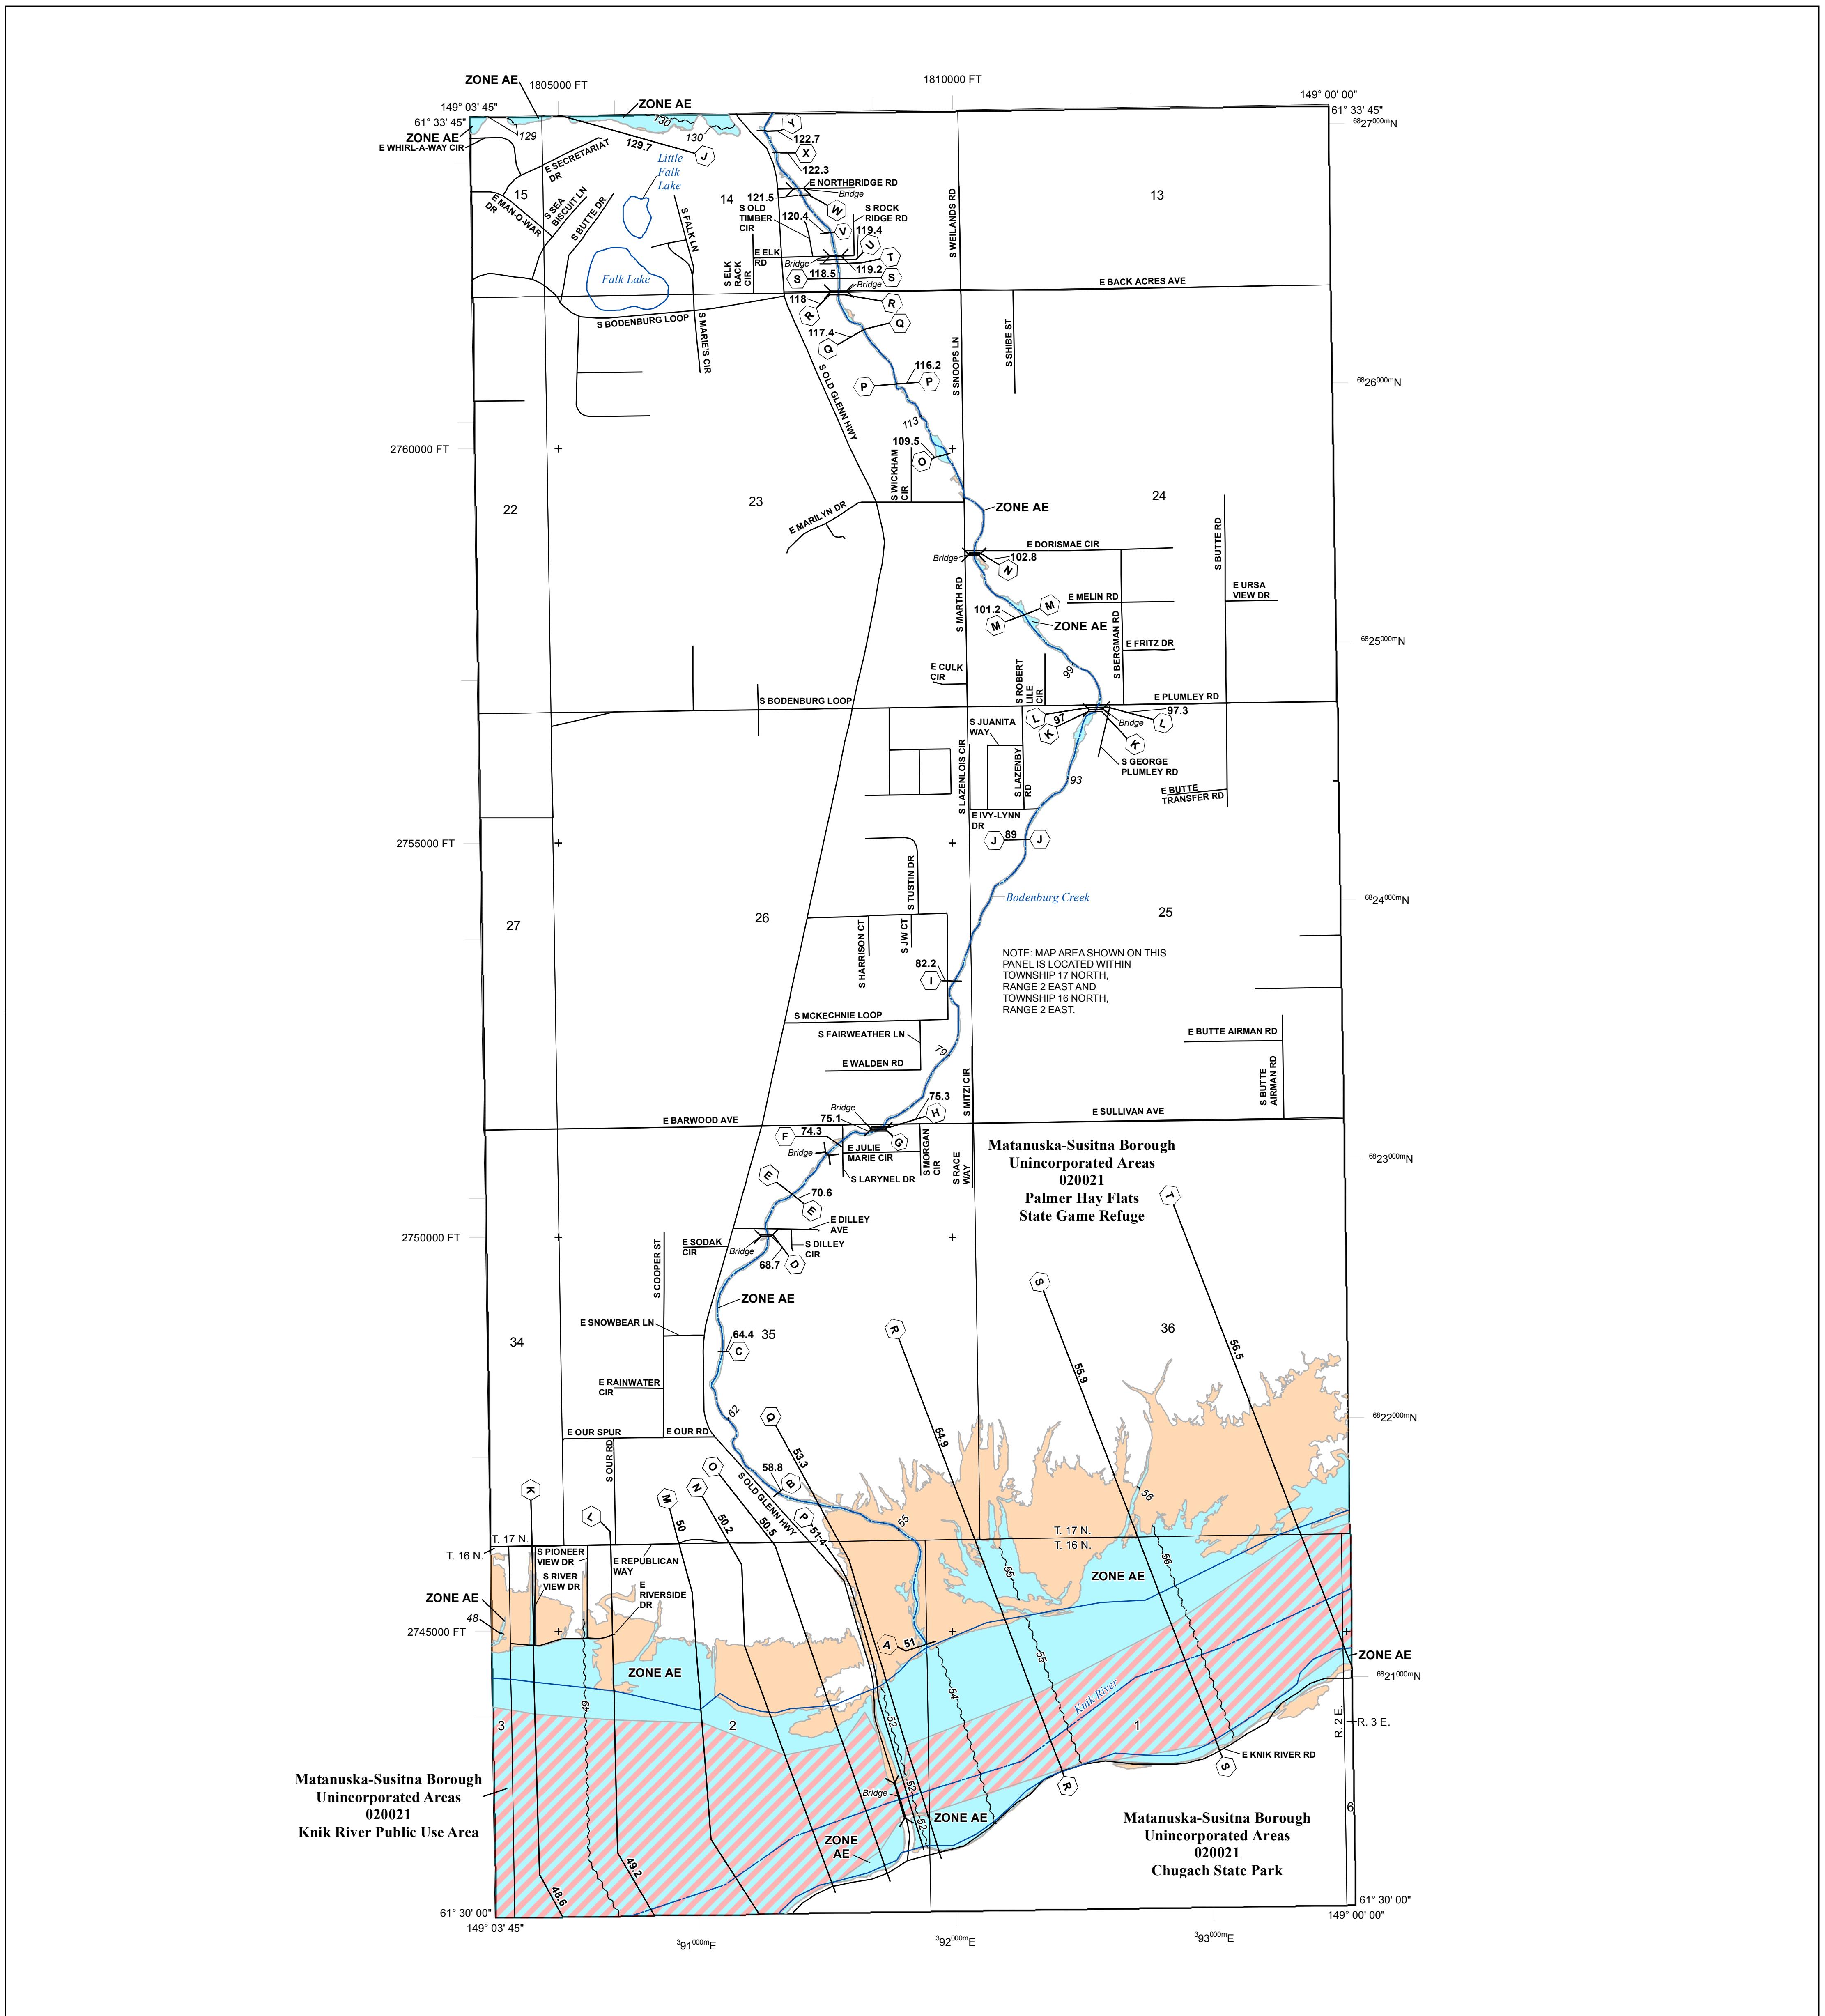 ZONE AE
1805000 FT
1810000 FT
149° 03' 45"
ZONE AE
149° 00' 00"
61° 33' 45"
61° 33' 45"
6827000mN
ZONE AE
E WHIRL-A-WAY CIR
129
130
130
129.7
J
Y
122.7
X
122.3
E SECRETARIAT
DR
Little
Falk
Lake
15
14
13
E MAN-O-WAR
DR
S SEA
BISCUIT LN
S BUTTE DR
S FALK LN
E NORTHBRIDGE RD
Bridge
121.5
W
S OLD
TIMBER
CIR
120.4
V
S ROCK
RIDGE RD
119.4
U
T
S WEILANDS RD
E ELK
RD
Bridge
119.2
S ELK
RACK
CIR
S
118.5
S
Falk Lake
Bridge
E BACK ACRES AVE
118
R
R
S BODENBURG LOOP
S MARIE'S CIR
Q
117.4
Q
S SHIBE ST
S SNOOPS LN
S OLD GLENN HWY
116.2
P
P
6826000mN
113
109.5
O
2760000 FT
S WICKHAM
CIR
22
23
24
E MARILYN DR
ZONE AE
S BUTTE RD
E DORISMAE CIR
Bridge
102.8
N
S MARTH RD
E MELIN RD
E URSA
VIEW DR
101.2
M
M
ZONE AE
S BERGMAN RD
E FRITZ DR
6825000mN
99
E CULK
CIR
S ROBERT
LILE
CIR
S BODENBURG LOOP
E PLUMLEY RD
L
97
K
97.3
L
Bridge
K
S JUANITA
WAY
S LAZENLOIS CIR
S LAZENBY
RD
S GEORGE
PLUMLEY RD
93
E BUTTE
TRANSFER RD
E IVY-LYNN
DR
J
89
J
2755000 FT
S TUSTIN DR
Bodenburg Creek
6824000mN
27
26
25
S HARRISON CT
S JW CT
82.2
I
NOTE: MAP AREA SHOWN ON THIS
PANEL IS LOCATED WITHIN
TOWNSHIP 17 NORTH,
RANGE 2 EAST AND
TOWNSHIP 16 NORTH,
RANGE 2 EAST.
S MCKECHNIE LOOP
S FAIRWEATHER LN
E WALDEN RD
79
E BUTTE AIRMAN RD
S BUTTE
AIRMAN RD
S MITZI CIR
75.3
H
Bridge
75.1
E BARWOOD AVE
E SULLIVAN AVE
F
74.3
G
Bridge
E JULIE
MARIE CIR
S MORGAN
CIR
S LARYNEL DR
S RACE
WAY
Matanuska-Susitna Borough
Unincorporated Areas
020021
Palmer Hay Flats
State Game Refuge
6823000mN
T
E
70.6
E
E DILLEY
AVE
2750000 FT
E SODAK
CIR
Bridge
S DILLEY
CIR
68.7
D
S COOPER ST
S
ZONE AE
E SNOWBEAR LN
R
34
35
36
64.4
C
56.5
55.9
E RAINWATER
CIR
62
Q
6822000mN
E OUR SPUR
E OUR RD
53.3
54.9
S OUR RD
O
58.8
B
S OLD GLENN HWY
K
L
M
N
P
56
50
50.2
50.5
51.4
55
T. 17 N.
T. 16 N.
T. 17 N.
T. 16 N.
S PIONEER
VIEW DR
S RIVER
VIEW DR
E REPUBLICAN
WAY
E
RIVERSIDE
DR
55
56
ZONE AE
ZONE AE
48
2745000 FT
A
51
ZONE AE
55
ZONE AE
6821000mN
49
54
Knik River
52
3
2
1
R. 2 E.
R. 3 E.
E KNIK RIVER RD
S
R
Matanuska-Susitna Borough
Unincorporated Areas
020021
Knik River Public Use Area
Bridge
52
52
ZONE AE
ZONE
AE
6
Matanuska-Susitna Borough
Unincorporated Areas
020021
Chugach State Park
49.2
48.6
61° 30' 00"
149° 03' 45"
61° 30' 00"
149° 00' 00"
391000mE
392000mE
393000mE